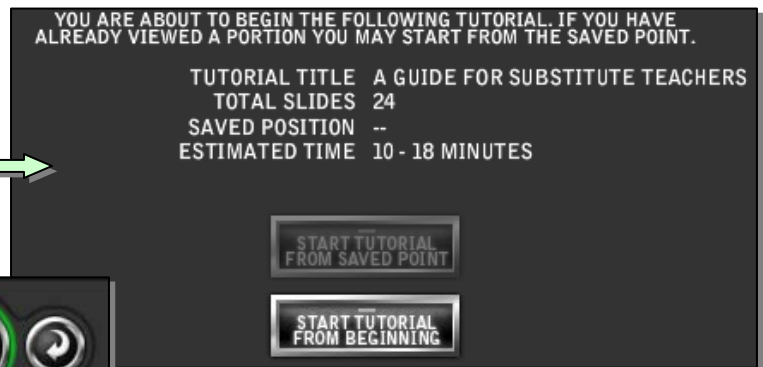 YOU ARE ABOUT TO BEGIN THE FOLLOWING TUTORIAL. IF YOU HAVE
ALREADY VIEWED A PORTION YOU MAY START FROM THE SAVED POINT.
TUTORIAL TITLE A GUIDE FOR SUBSTITUTE TEACHERS
TOTAL SLIDES 24
SAVED POSITION --
ESTIMATED TIME 10 - 18 MINUTES
START TUTORIAL
FROM SAVED POINT
START TUTORIAL
FROM BEGINNING